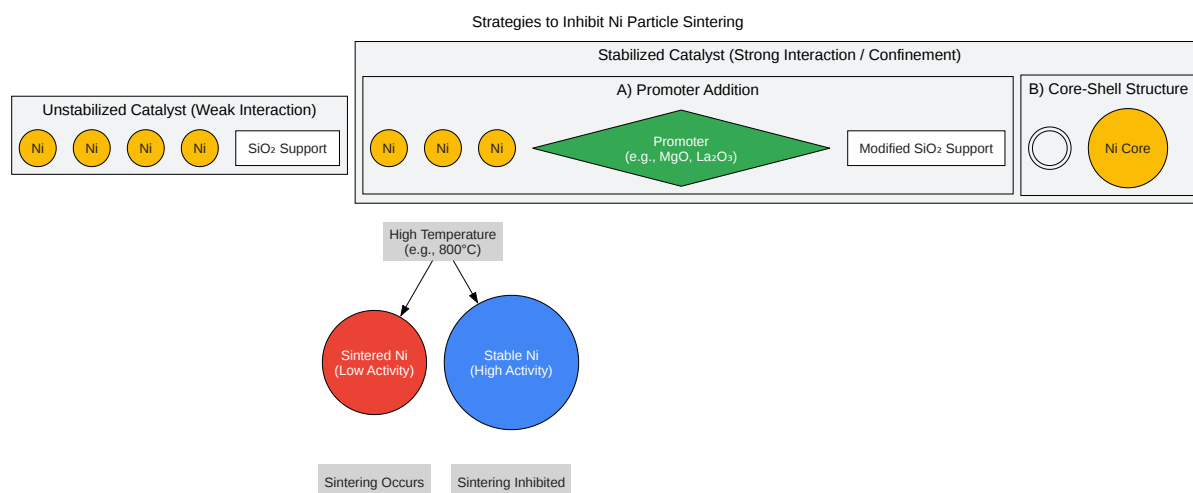 Strategies to Inhibit Ni Particle Sintering
Stabilized Catalyst (Strong Interaction / Confinement)
Unstabilized Catalyst (Weak Interaction)
Ni
Ni
Ni
Ni
SiO₂ Support
A) Promoter Addition
Ni
Ni
Ni
Promoter
(e.g., MgO, La₂O₃)
Modified SiO₂ Support
B) Core-Shell Structure
Ni Core
High Temperature
(e.g., 800°C)
Sintered Ni
(Low Activity)
Stable Ni
(High Activity)
Sintering Occurs
Sintering Inhibited